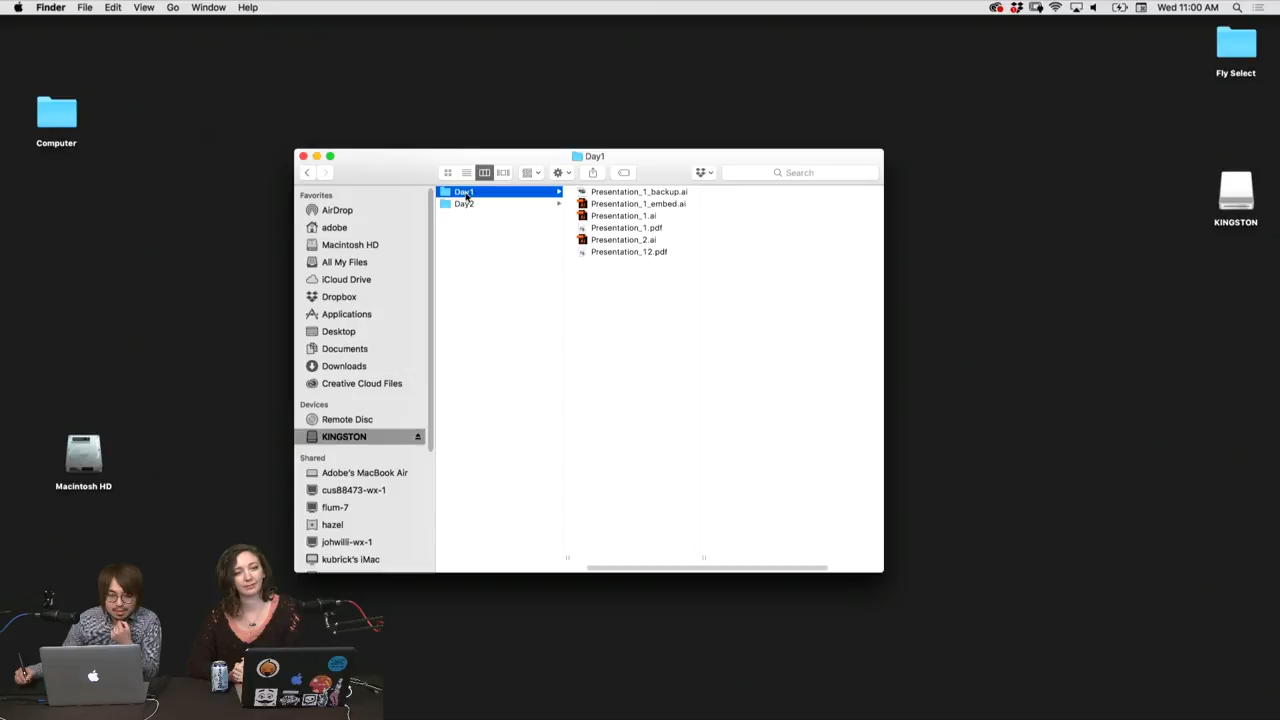 Finder File Edit View Go Window Help
Wed 11:00 AM
Fly Select
Computer
KINGSTON
Macintosh HD
Day1
Search
Favorites
AirDrop
adobe
Macintosh HD
All My Files
iCloud Drive
Dropbox
Applications
Desktop
Documents
Downloads
Creative Cloud Files
Devices
Remote Disc
KINGSTON
Shared
Adobe's MacBook Air
cus88473-wx-1
flum-7
hazel
johwilli-wx-1
kubrick's iMac
Day1
Day2
Presentation_1_backup.ai
Presentation_1_embed.ai
Presentation_1.ai
Presentation_1.pdf
Presentation_2.ai
Presentation_12.pdf